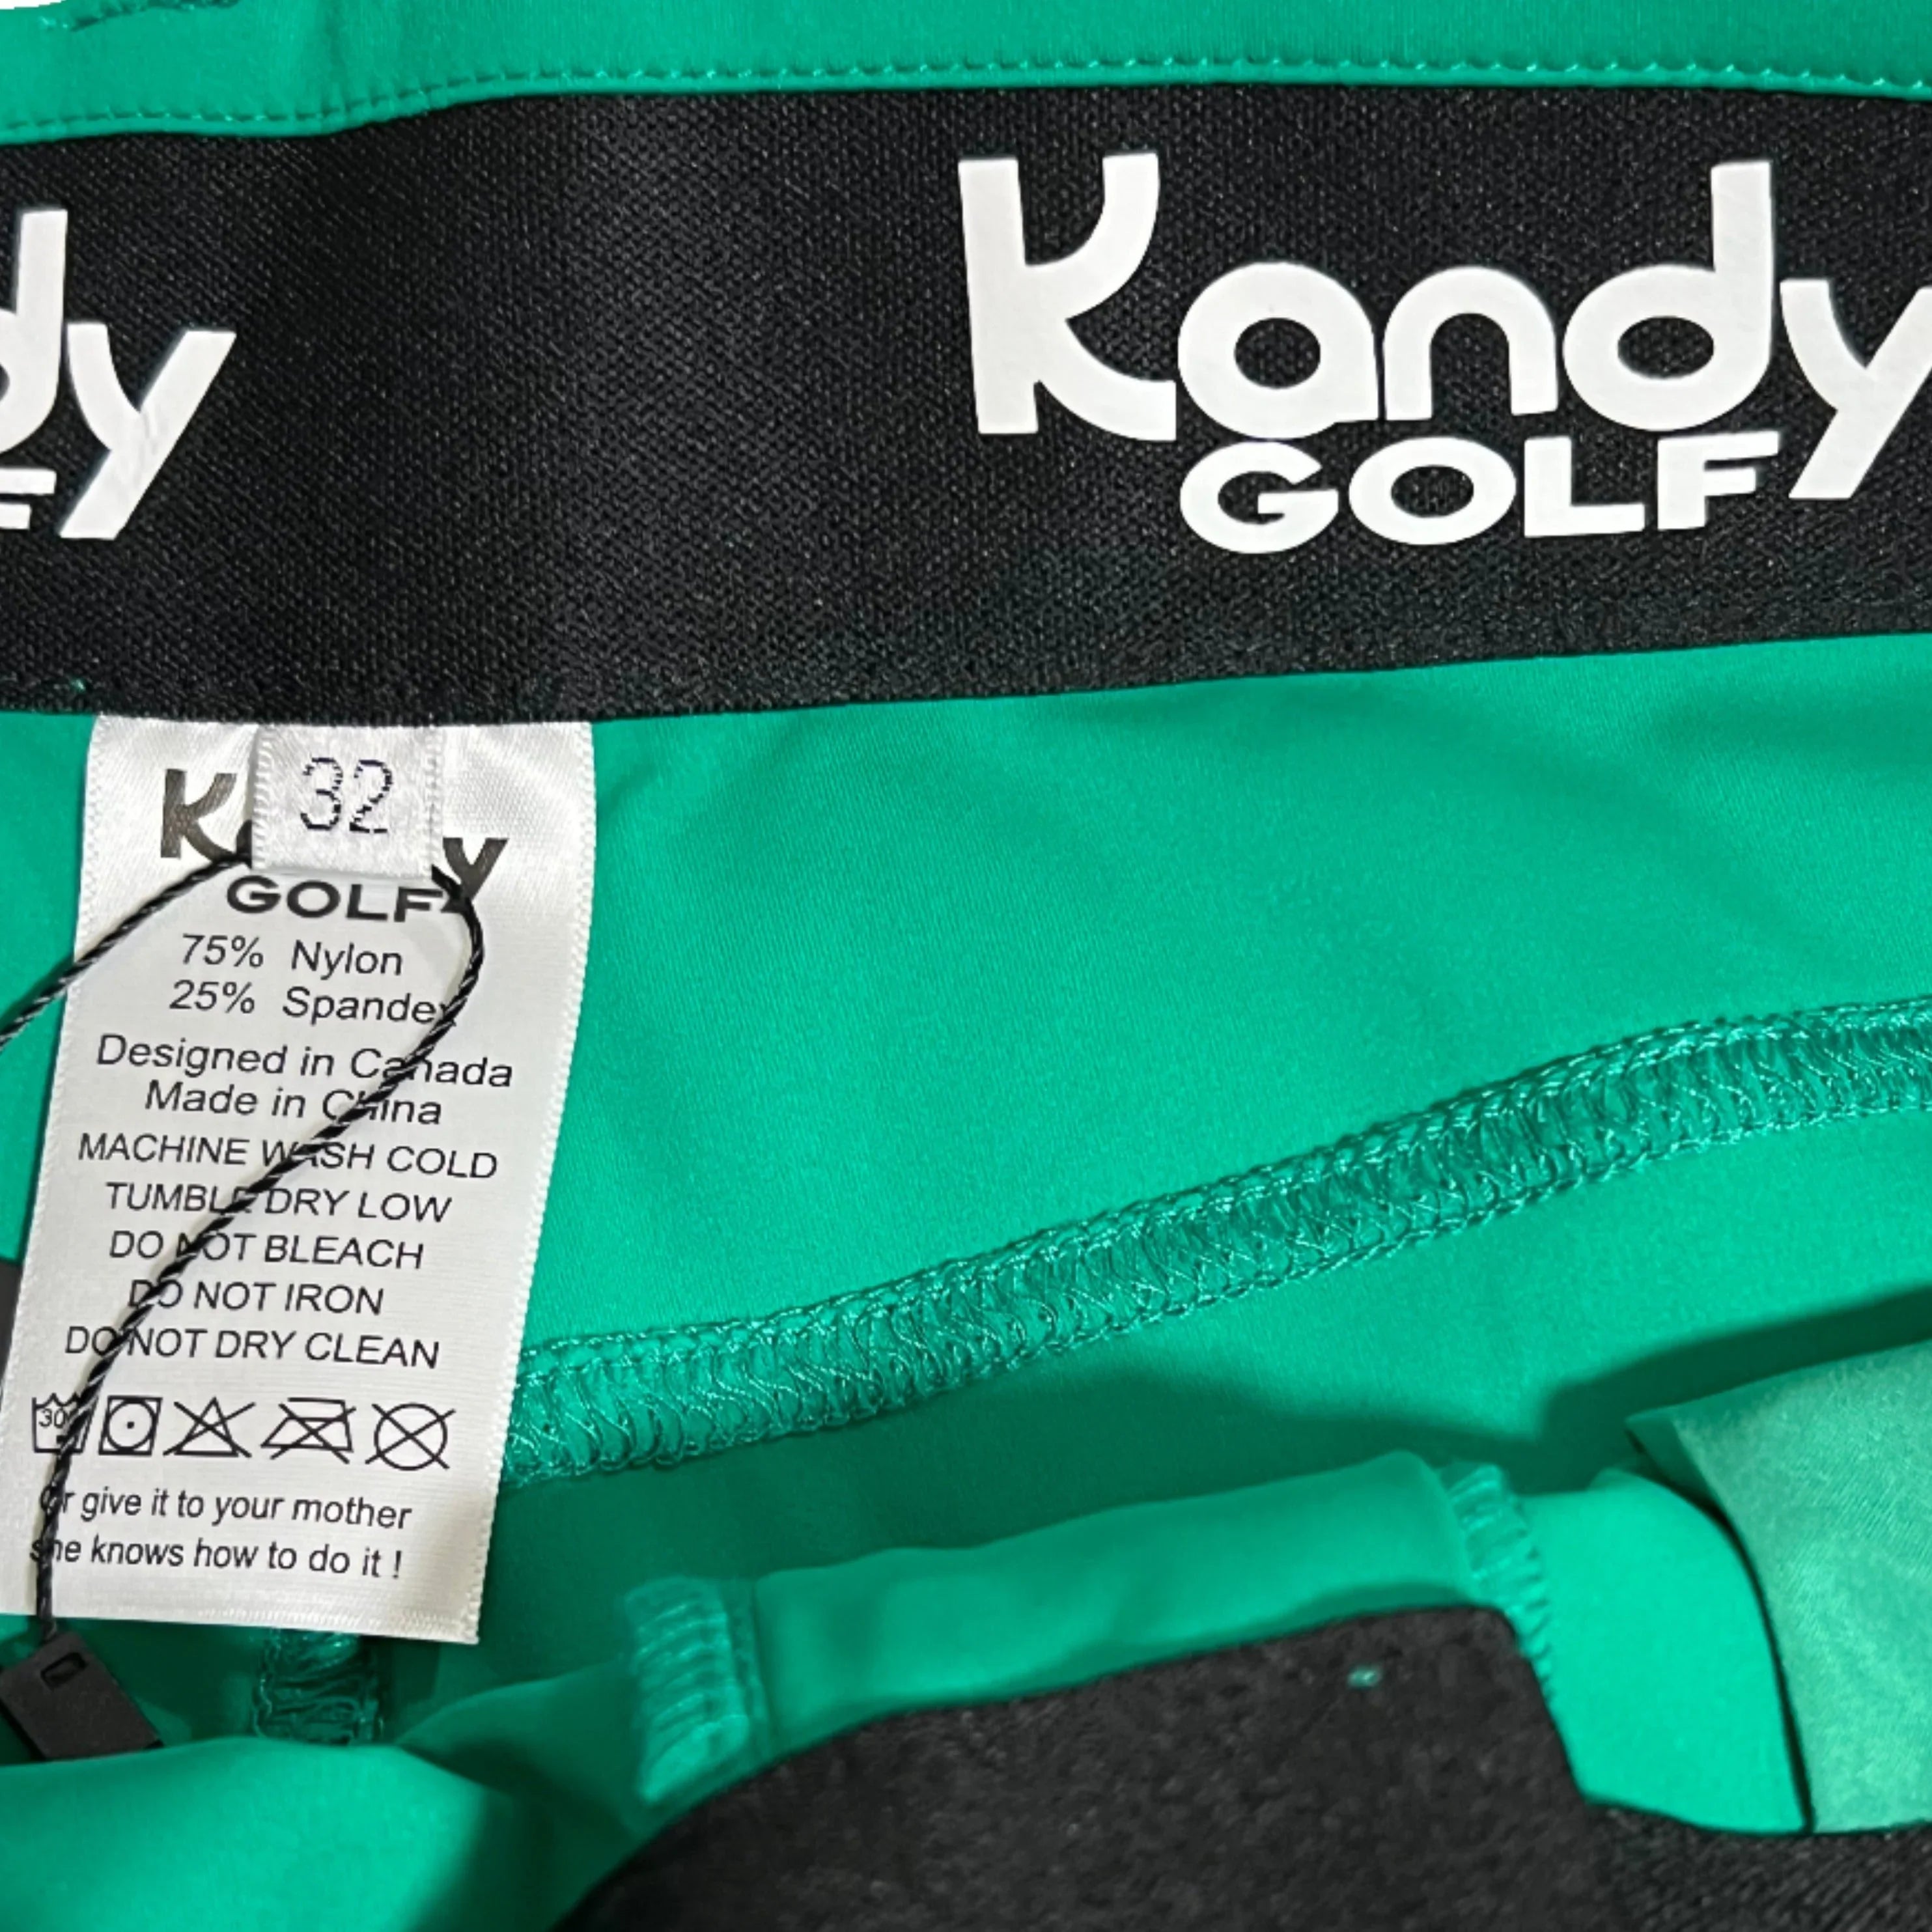 Kandy
GOLF
dy
F
32
K y
GOLF
75% Nylon
25% Spandex
Designed in Canada
Made in China
MACHINE WASH COLD
TUMBLE DRY LOW
DO NOT BLEACH
DO NOT IRON
DO NOT DRY CLEAN
30
Or give it to your mother
she knows how to do it !